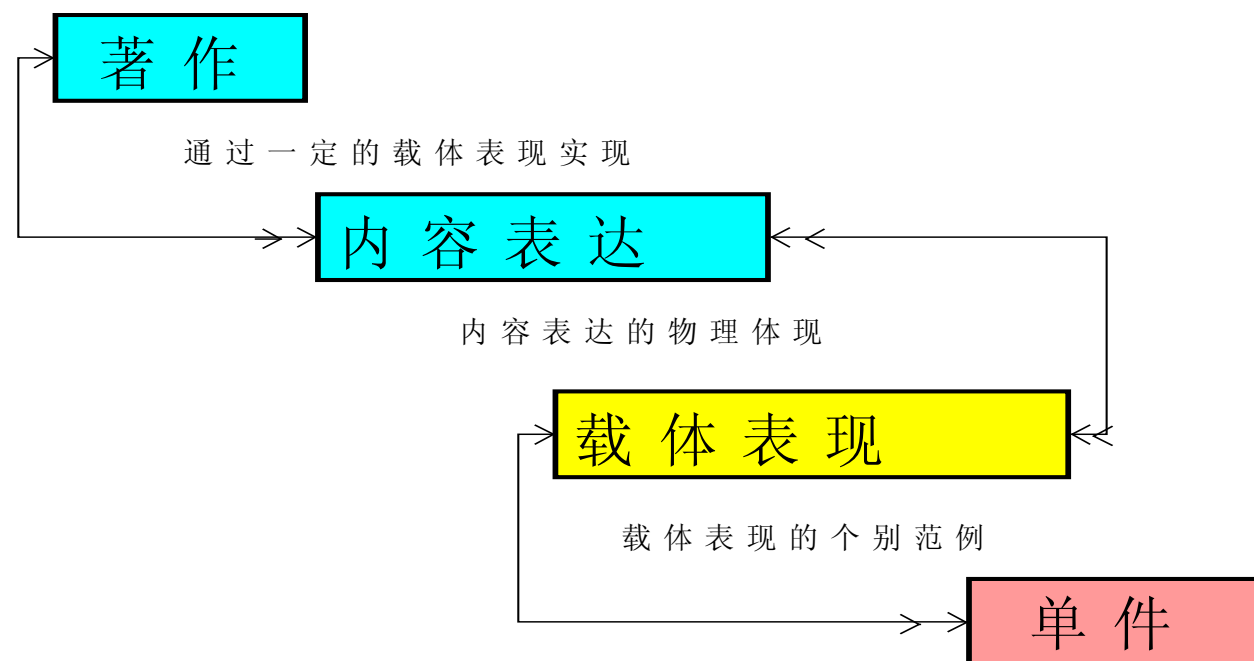 著作
通过一定的载体表现实现
内容表达
内容表达的物理体现
载体表现
载体表现的个别范例
单件